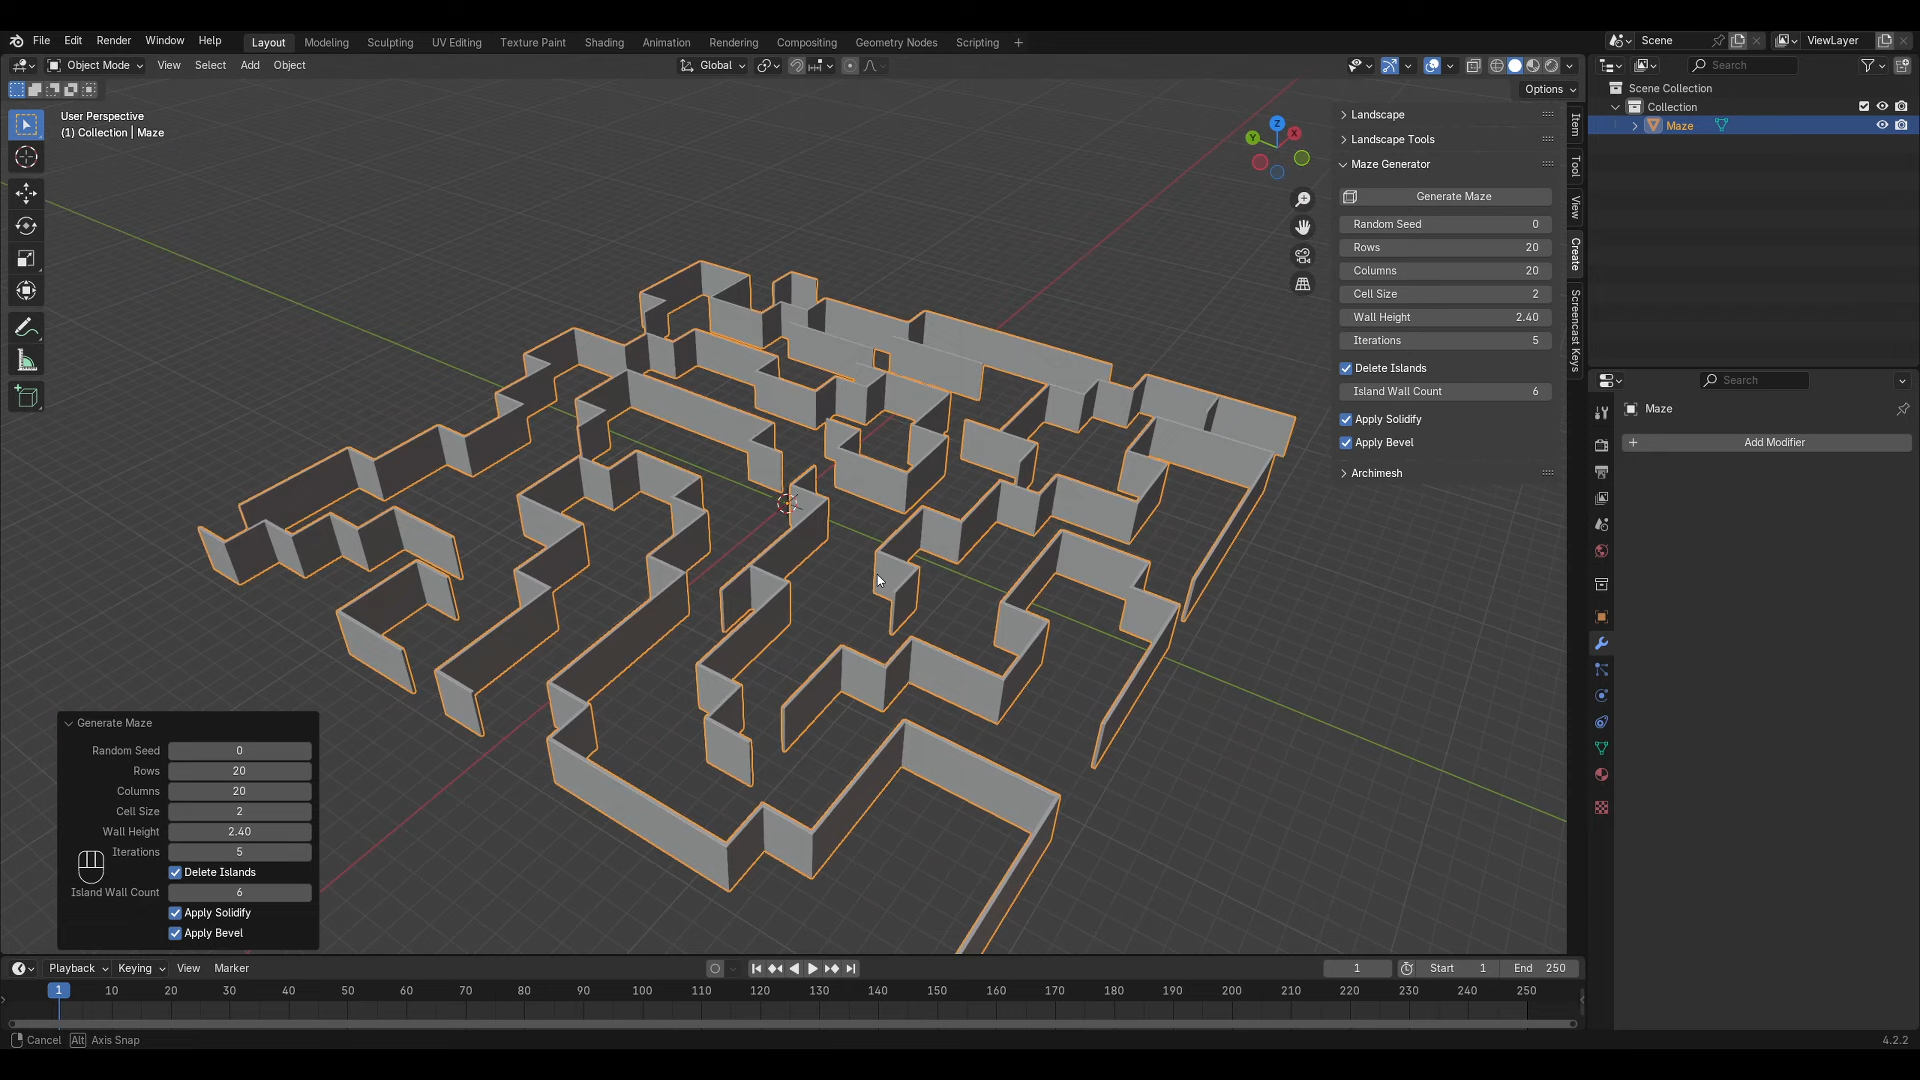 File Edit Render Window Help Layout Modeling Sculpting UV Editing Texture Paint Shading Animation Rendering Compositing Geometry Nodes Scripting +
Scene ViewLayer
Object Mode View Select Add Object Global
Search
Options
Scene Collection
Collection
Maze
User Perspective
(1) Collection | Maze
Z
X
Y
Landscape
Landscape Tools
Maze Generator
Generate Maze
Random Seed 0
Rows 20
Columns 20
Cell Size 2
Wall Height 2.40
Iterations 5
Delete Islands
Island Wall Count 6
Apply Solidify
Apply Bevel
Archimesh
Item
Tool
View
Create
Screencast Keys
Search
Maze
Add Modifier
Generate Maze
Random Seed 0
Rows 20
Columns 20
Cell Size 2
Wall Height 2.40
Iterations 5
Delete Islands
Island Wall Count 6
Apply Solidify
Apply Bevel
Playback Keying View Marker
1 Start 1 End 250
1 10 20 30 40 50 60 70 80 90 100 110 120 130 140 150 160 170 180 190 200 210 220 230 240 250
Cancel Alt Axis Snap
4.2.2